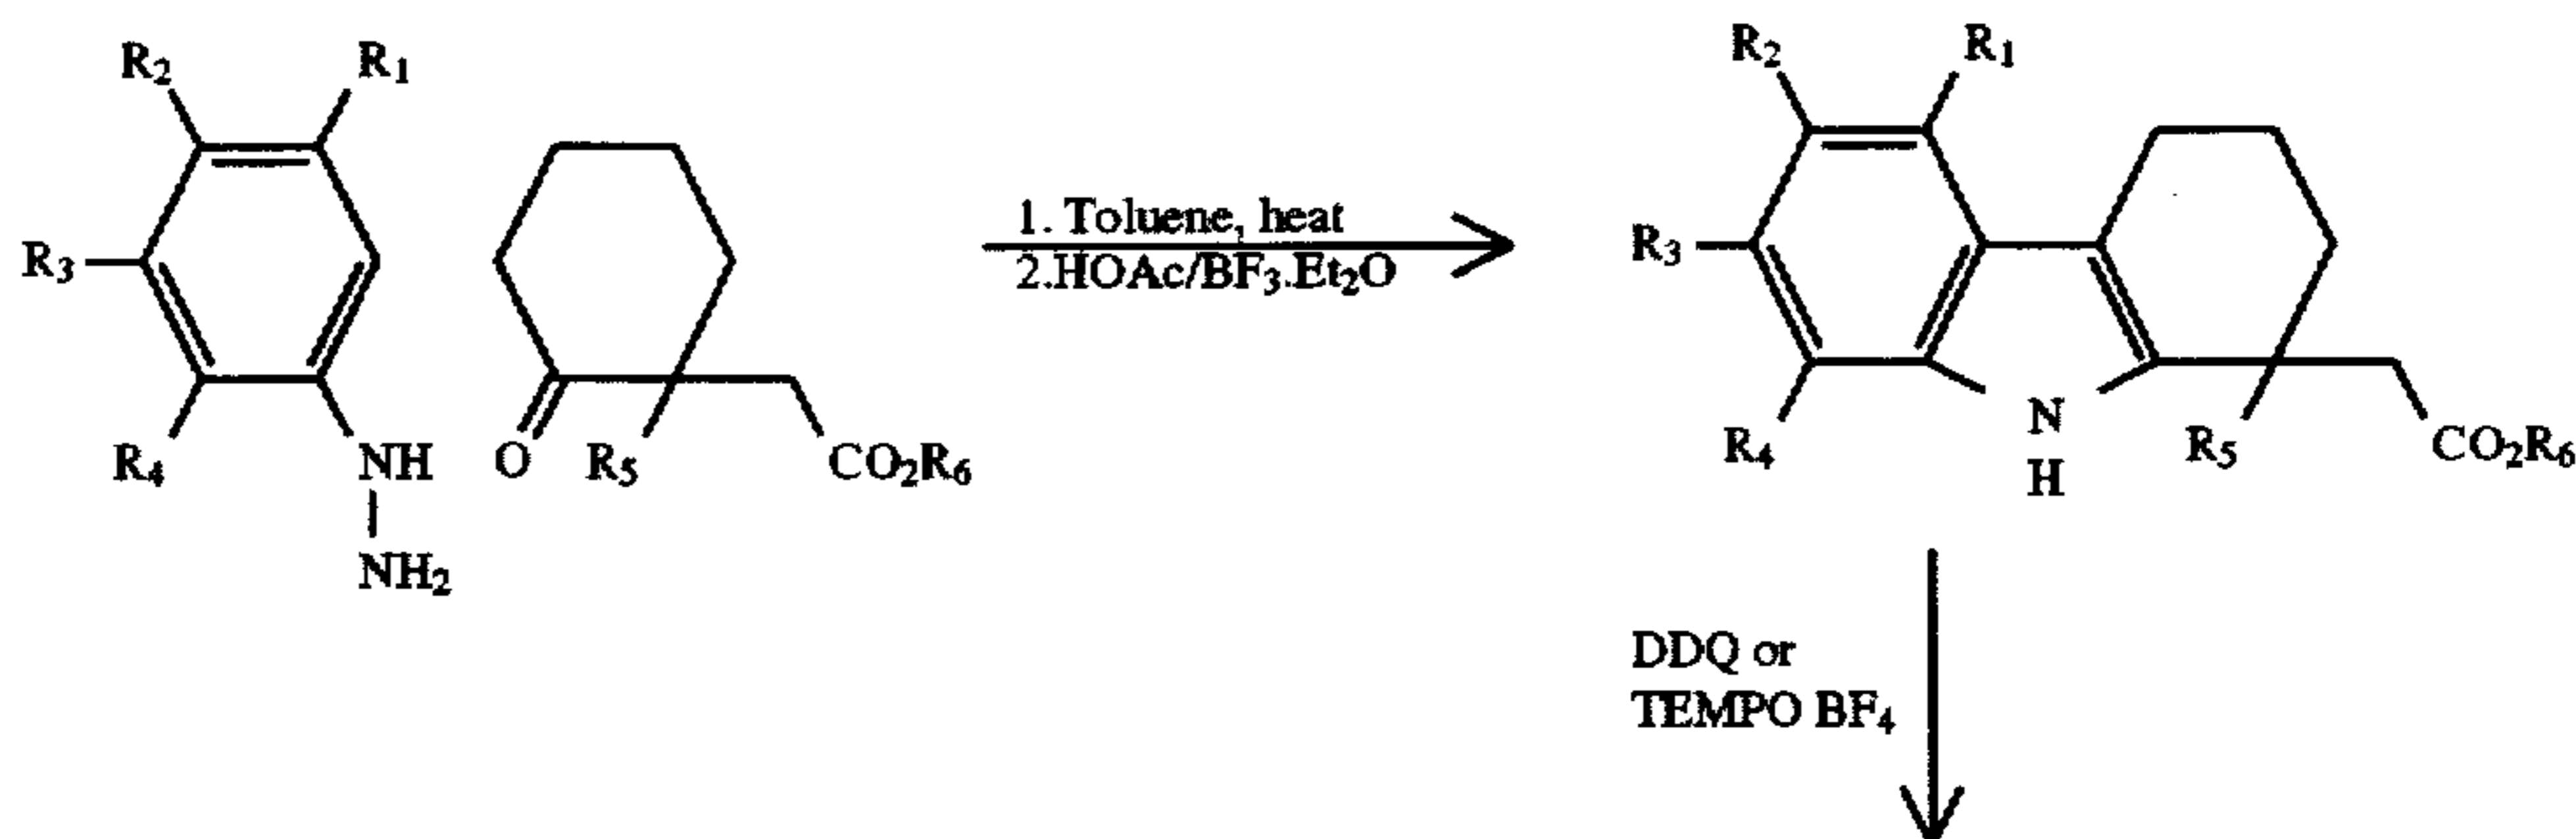 R₂ R₁
R₃
R₄ NH
NH₂
O R₅ CO₂R₆
1. Toluene, heat
2.HOAc/BF₃.Et₂O
R₂ R₁
R₃
R₄ N
H
R₅ CO₂R₆
DDQ or
TEMPO BF₄